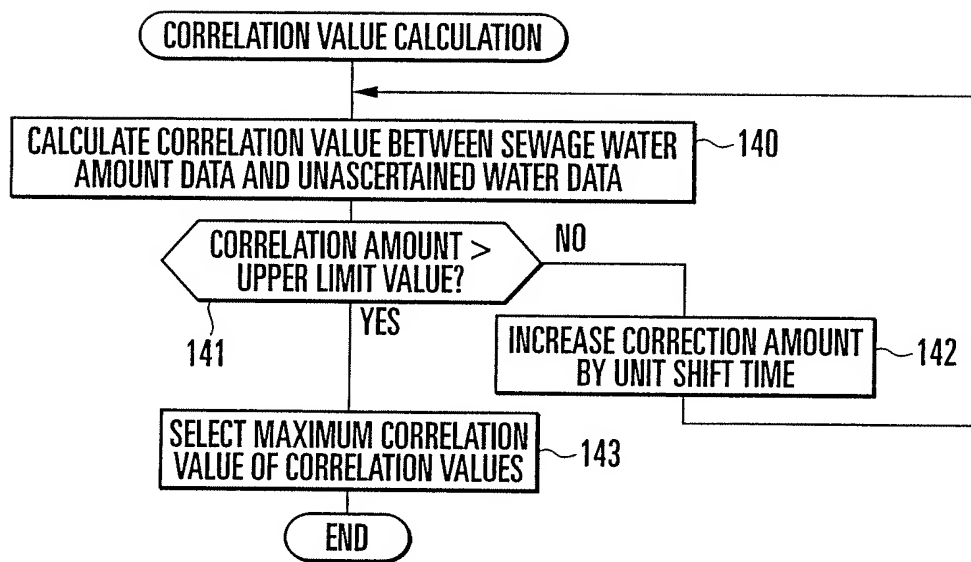 CORRELATION VALUE CALCULATION
CALCULATE CORRELATION VALUE BETWEEN SEWAGE WATER
AMOUNT DATA AND UNASCERTAINED WATER DATA
140
CORRELATION AMOUNT >
UPPER LIMIT VALUE?
NO
141
YES
INCREASE CORRECTION AMOUNT
BY UNIT SHIFT TIME
142
SELECT MAXIMUM CORRELATION
VALUE OF CORRELATION VALUES
143
END